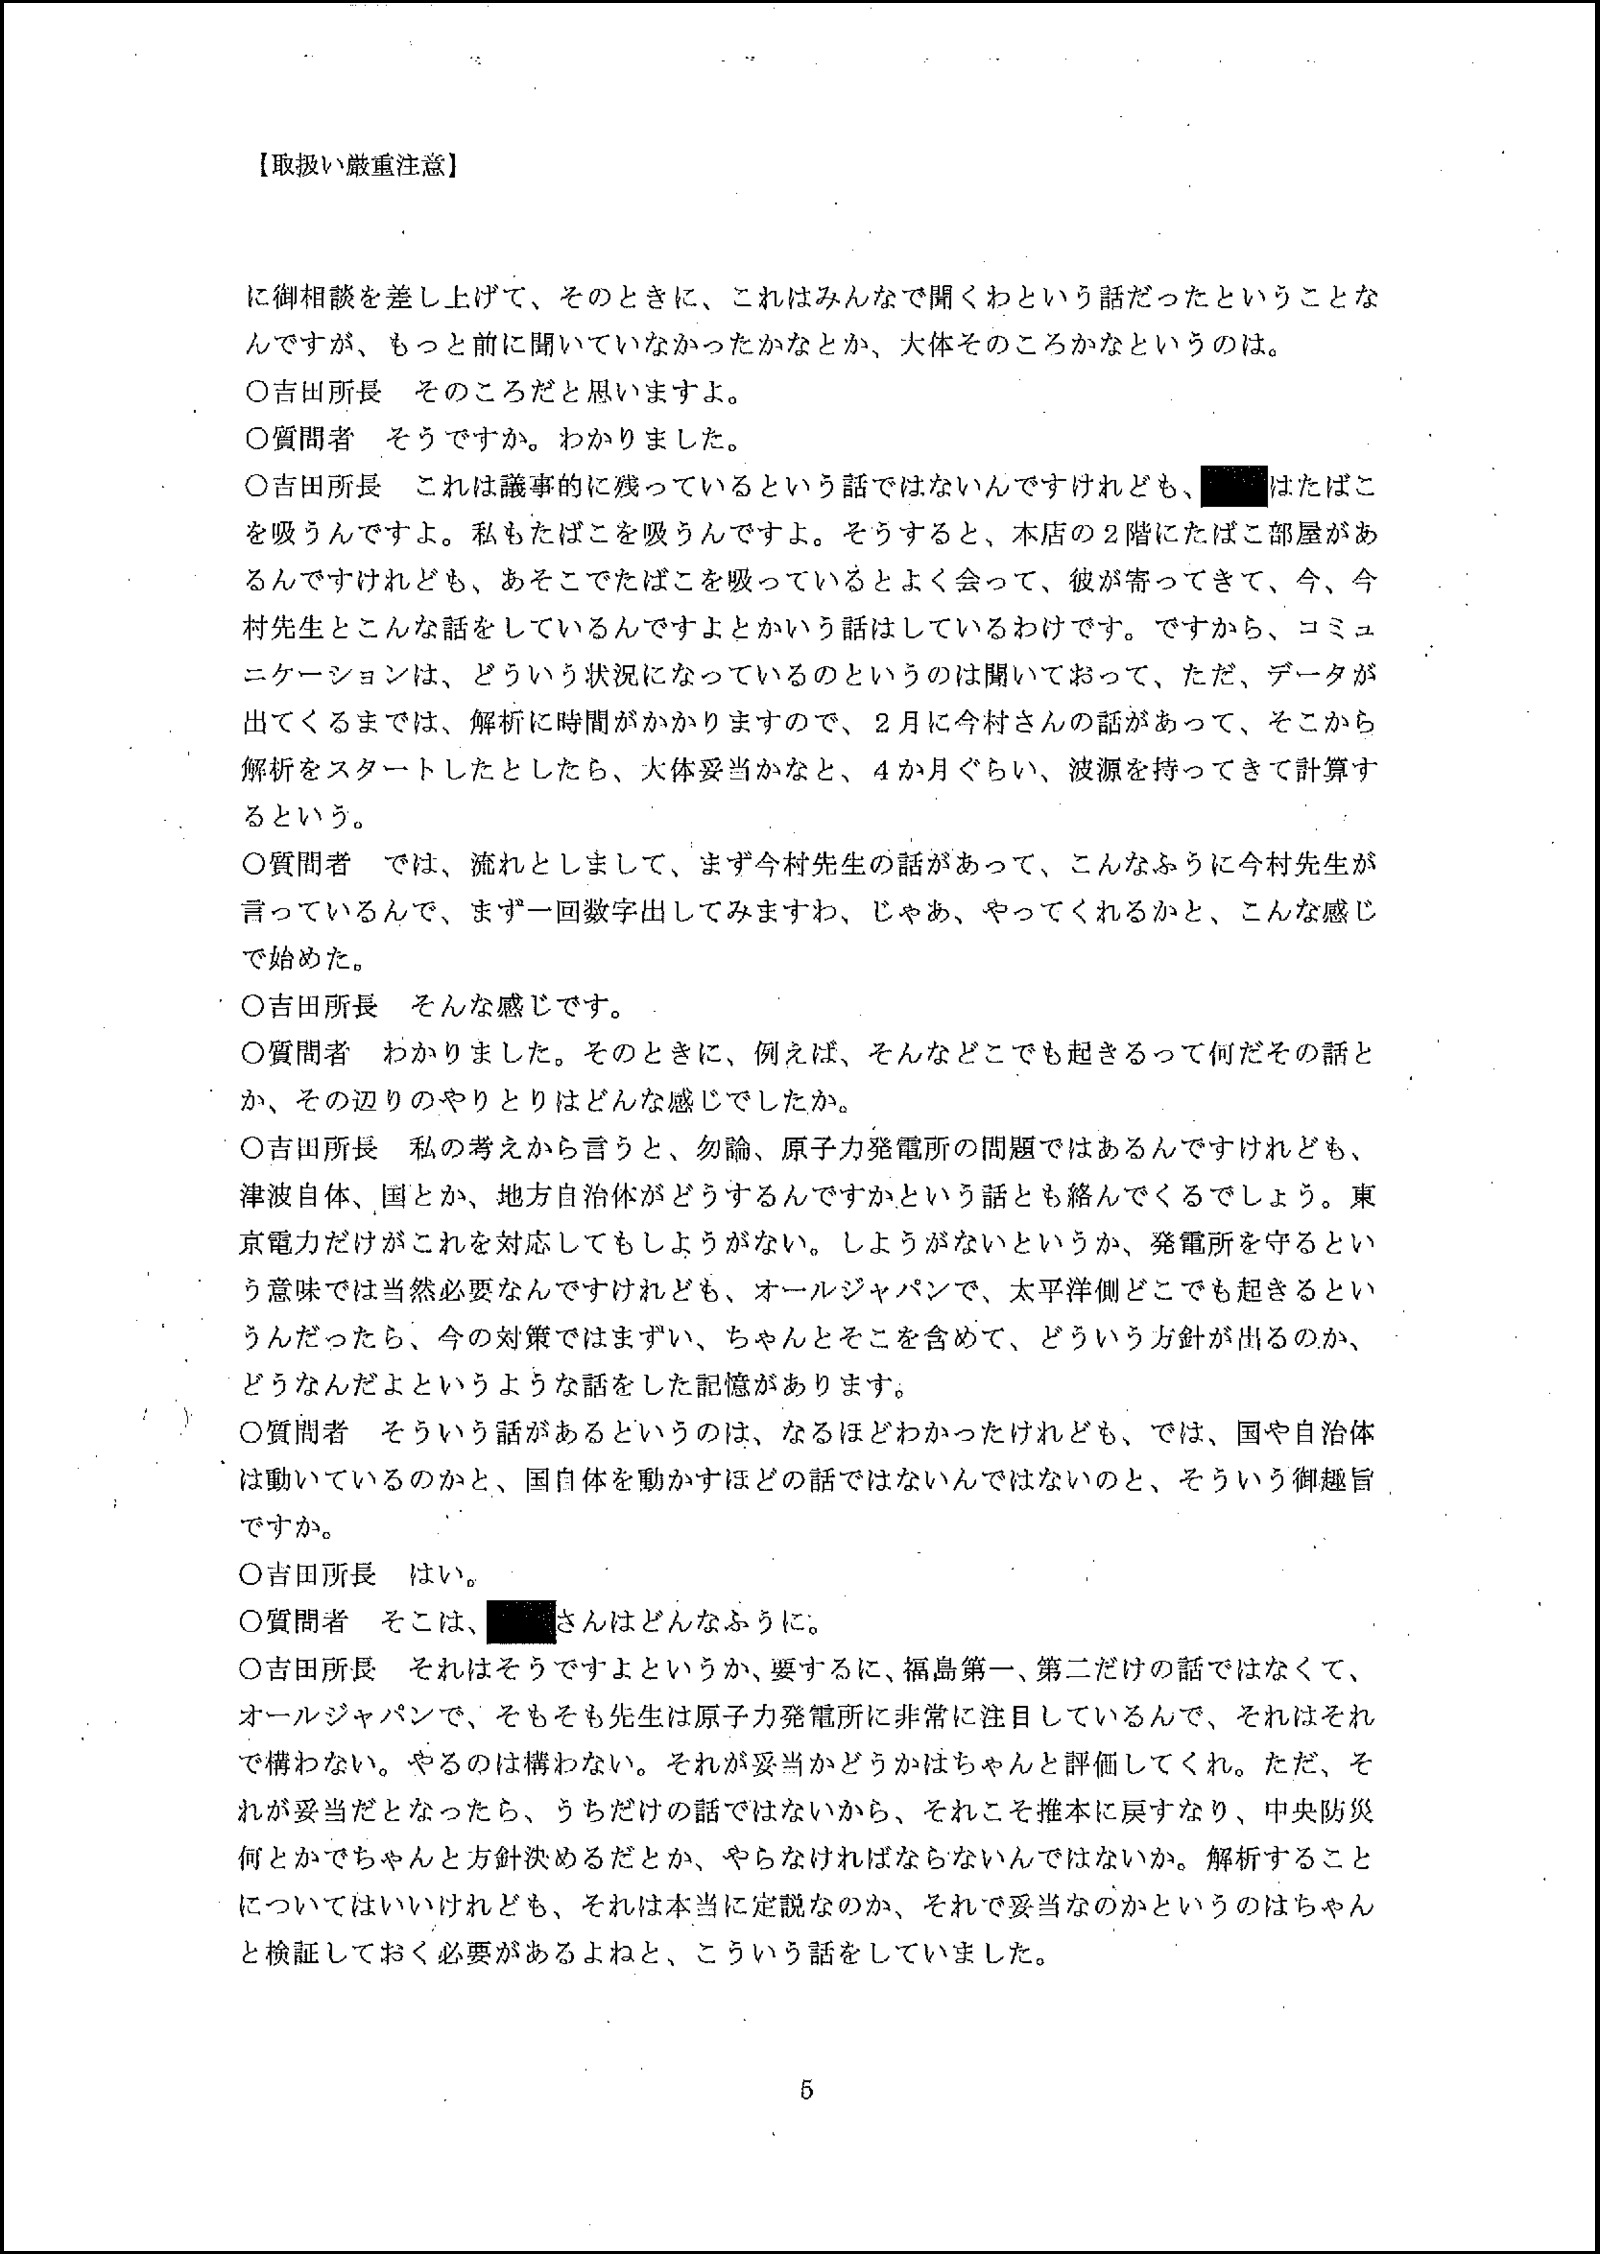 【取扱い厳重注意】
に御相談を差し上げて、そのときに、これはみんなで聞くわという話だったということな
んですが、もっと前に聞いていなかったかなとか、大体そのころかなというのは。
○吉田所長　そのころだと思いますよ。
○質問者　そうですか。わかりました。
○吉田所長　これは議事的に残っているという話ではないんですけれども、はたばこ
を吸うんですよ。私もたばこを吸うんですよ。そうすると、本店の２階にたばこ部屋があ
るんですけれども、あそこでたばこを吸っているとよく会って、彼が寄ってきて、今、今
村先生とこんな話をしているんですよとかいう話はしているわけです。ですから、コミュ
ニケーションは、どういう状況になっているのというのは聞いておって、ただ、データが
出てくるまでは、解析に時間がかかりますので、２月に今村さんの話があって、そこから
解析をスタートしたとしたら、大体妥当かなと、４か月ぐらい、波源を持ってきて計算す
るという。
○質問者　では、流れとしまして、まず今村先生の話があって、こんなふうに今村先生が
言っているんで、まず一回数字出してみますわ、じゃあ、やってくれるかと、こんな感じ
で始めた。
○吉田所長　そんな感じです。
○質問者　わかりました。そのときに、例えば、そんなどこでも起きるって何だその話と
か、その辺りのやりとりはどんな感じでしたか。
○吉田所長　私の考えから言うと、勿論、原子力発電所の問題ではあるんですけれども、
津波自体、国とか、地方自治体がどうするんですかという話とも絡んでくるでしょう。東
京電力だけがこれを対応してもしようがない。しようがないというか、発電所を守るとい
う意味では当然必要なんですけれども、オールジャパンで、太平洋側どこでも起きるとい
うんだったら、今の対策ではまずい、ちゃんとそこを含めて、どういう方針が出るのか、
どうなんだよというような話をした記憶があります。
○質問者　そういう話があるというのは、なるほどわかったけれども、では、国や自治体
は動いているのかと、国自体を動かすほどの話ではないんではないのと、そういう御趣旨
ですか。
○吉田所長　はい。
○質問者　そこは、さんはどんなふうに。
○吉田所長　それはそうですよというか、要するに、福島第一、第二だけの話ではなくて、
オールジャパンで、そもそも先生は原子力発電所に非常に注目しているんで、それはそれ
で構わない。やるのは構わない。それが妥当かどうかはちゃんと評価してくれ。ただ、そ
れが妥当だとなったら、うちだけの話ではないから、それこそ推本に戻すなり、中央防災
何とかでちゃんと方針決めるだとか、やらなければならないんではないか。解析すること
についてはいいけれども、それは本当に定説なのか、それで妥当なのかというのはちゃん
と検証しておく必要があるよねと、こういう話をしていました。
5